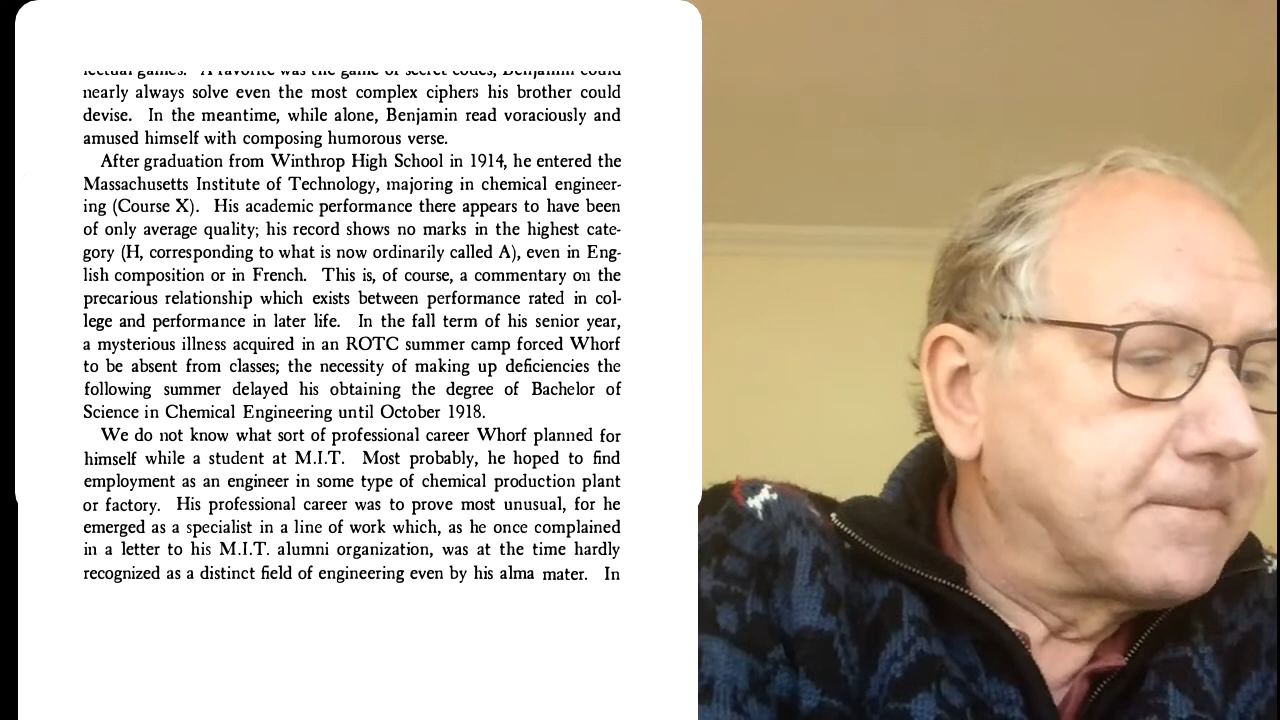 lectual games. A favorite was the game of secret codes; Benjamin could
nearly always solve even the most complex ciphers his brother could
devise. In the meantime, while alone, Benjamin read voraciously and
amused himself with composing humorous verse.
After graduation from Winthrop High School in 1914, he entered the
Massachusetts Institute of Technology, majoring in chemical engineer-
ing (Course X). His academic performance there appears to have been
of only average quality; his record shows no marks in the highest cate-
gory (H, corresponding to what is now ordinarily called A), even in Eng-
lish composition or in French. This is, of course, a commentary on the
precarious relationship which exists between performance rated in col-
lege and performance in later life. In the fall term of his senior year,
a mysterious illness acquired in an ROTC summer camp forced Whorf
to be absent from classes; the necessity of making up deficiencies the
following summer delayed his obtaining the degree of Bachelor of
Science in Chemical Engineering until October 1918.
We do not know what sort of professional career Whorf planned for
himself while a student at M.I.T. Most probably, he hoped to find
employment as an engineer in some type of chemical production plant
or factory. His professional career was to prove most unusual, for he
emerged as a specialist in a line of work which, as he once complained
in a letter to his M.I.T. alumni organization, was at the time hardly
recognized as a distinct field of engineering even by his alma mater. In